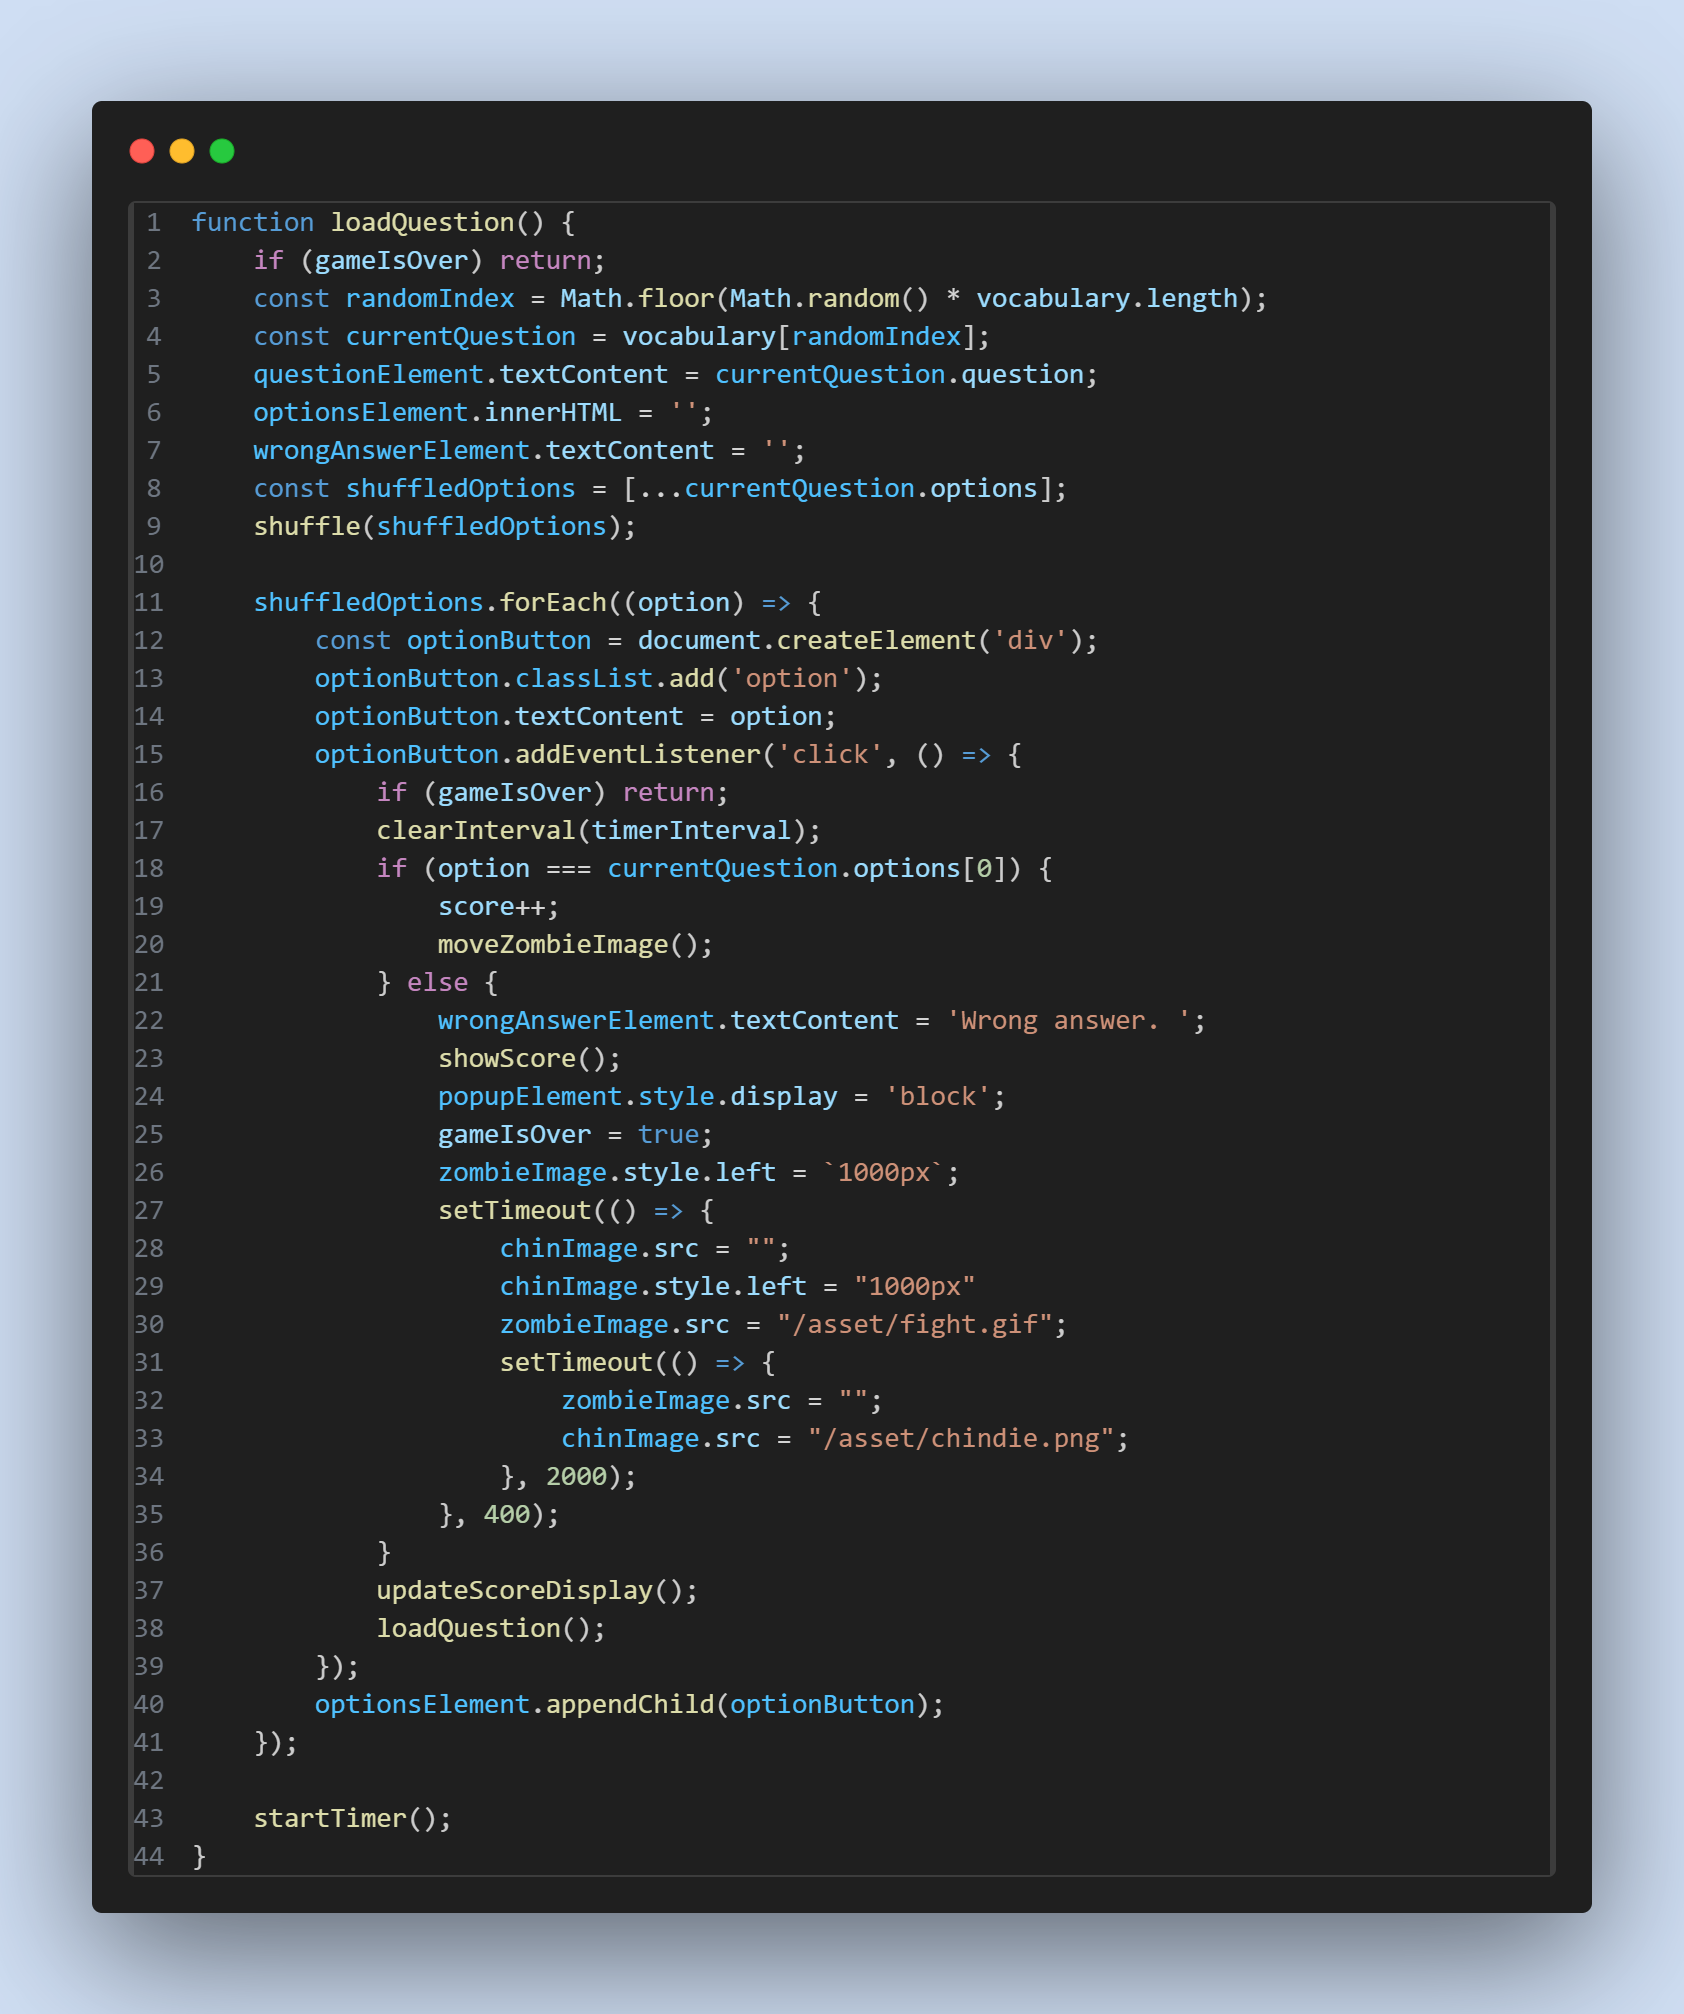 1 function loadQuestion() {
2     if (gameIsOver) return;
3     const randomIndex = Math.floor(Math.random() * vocabulary.length);
4     const currentQuestion = vocabulary[randomIndex];
5     questionElement.textContent = currentQuestion.question;
6     optionsElement.innerHTML = '';
7     wrongAnswerElement.textContent = '';
8     const shuffledOptions = [...currentQuestion.options];
9     shuffle(shuffledOptions);
10
11     shuffledOptions.forEach((option) => {
12         const optionButton = document.createElement('div');
13         optionButton.classList.add('option');
14         optionButton.textContent = option;
15         optionButton.addEventListener('click', () => {
16             if (gameIsOver) return;
17             clearInterval(timerInterval);
18             if (option === currentQuestion.options[0]) {
19                 score++;
20                 moveZombieImage();
21             } else {
22                 wrongAnswerElement.textContent = 'Wrong answer. ';
23                 showScore();
24                 popupElement.style.display = 'block';
25                 gameIsOver = true;
26                 zombieImage.style.left = `1000px`;
27                 setTimeout(() => {
28                     chinImage.src = "";
29                     chinImage.style.left = "1000px"
30                     zombieImage.src = "/asset/fight.gif";
31                     setTimeout(() => {
32                         zombieImage.src = "";
33                         chinImage.src = "/asset/chindie.png";
34                     }, 2000);
35                 }, 400);
36             }
37             updateScoreDisplay();
38             loadQuestion();
39         });
40         optionsElement.appendChild(optionButton);
41     });
42
43     startTimer();
44 }